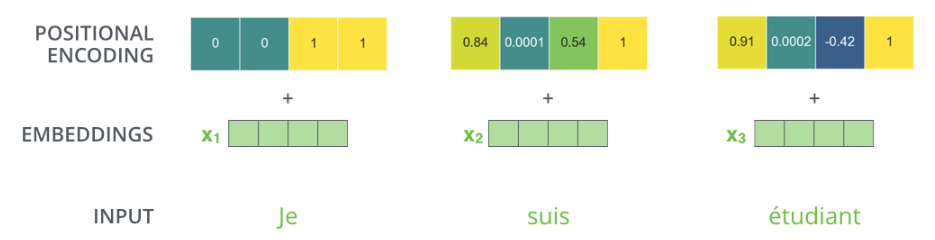 POSITIONAL ENCODING
0 0 1 1
0.84 0.0001 0.54 1
0.91 0.0002 -0.42 1
+ + +
EMBEDDINGS
x1 x2 x3
INPUT
Je suis étudiant